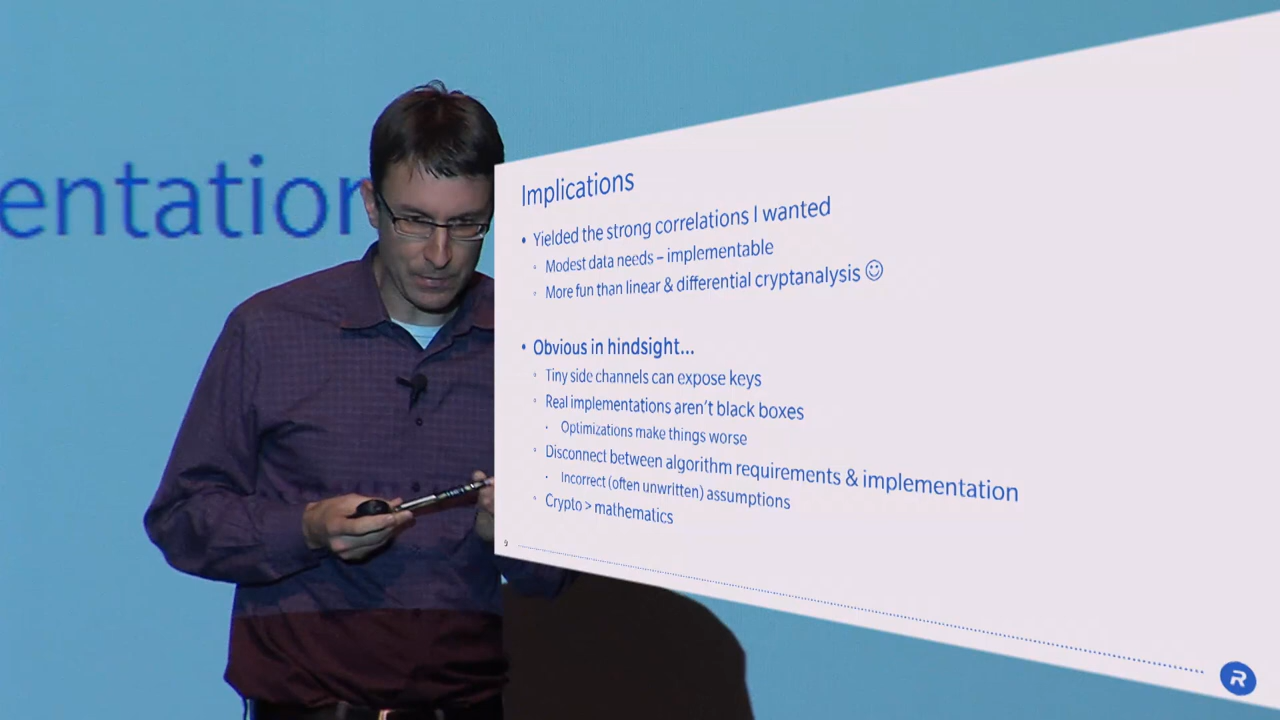 entation
Implications
• Yielded the strong correlations I wanted
▫ Modest data needs – implementable
▫ More fun than linear & differential cryptanalysis ☺
• Obvious in hindsight...
▫ Tiny side channels can expose keys
▫ Real implementations aren't black boxes
• Optimizations make things worse
▫ Disconnect between algorithm requirements & implementation
• Incorrect (often unwritten) assumptions
▫ Crypto > mathematics
9
R